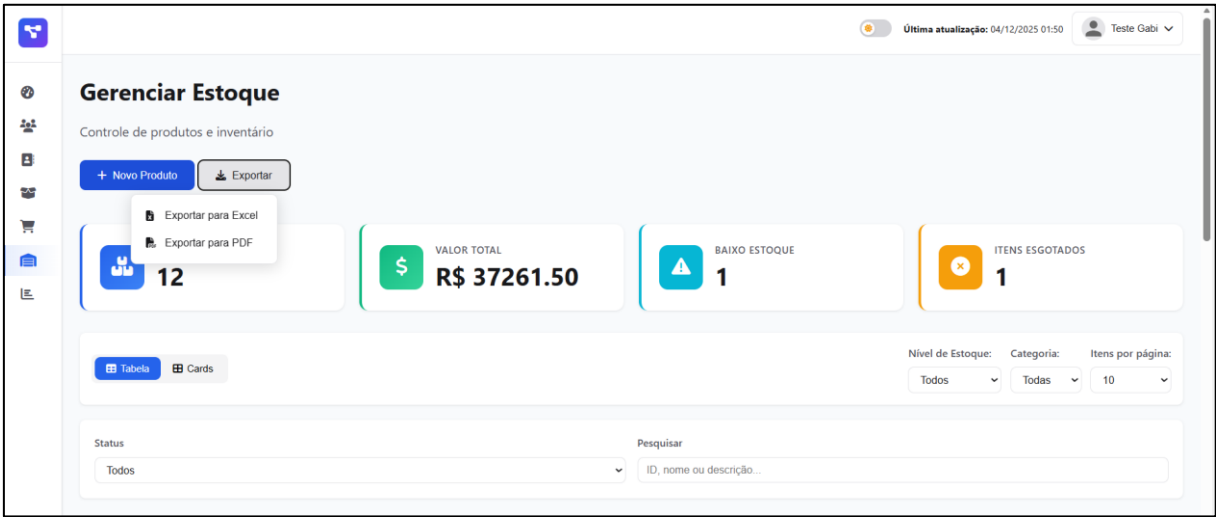 Última atualização: 04/12/2025 01:50
Teste Gabi
Gerenciar Estoque
Controle de produtos e inventário
+ Novo Produto
Exportar
Exportar para Excel
Exportar para PDF
12
VALOR TOTAL
R$ 37261.50
BAIXO ESTOQUE
1
ITENS ESGOTADOS
1
Tabela
Cards
Nível de Estoque:
Todos
Categoria:
Todas
Itens por página:
10
Status
Todos
Pesquisar
ID, nome ou descrição...